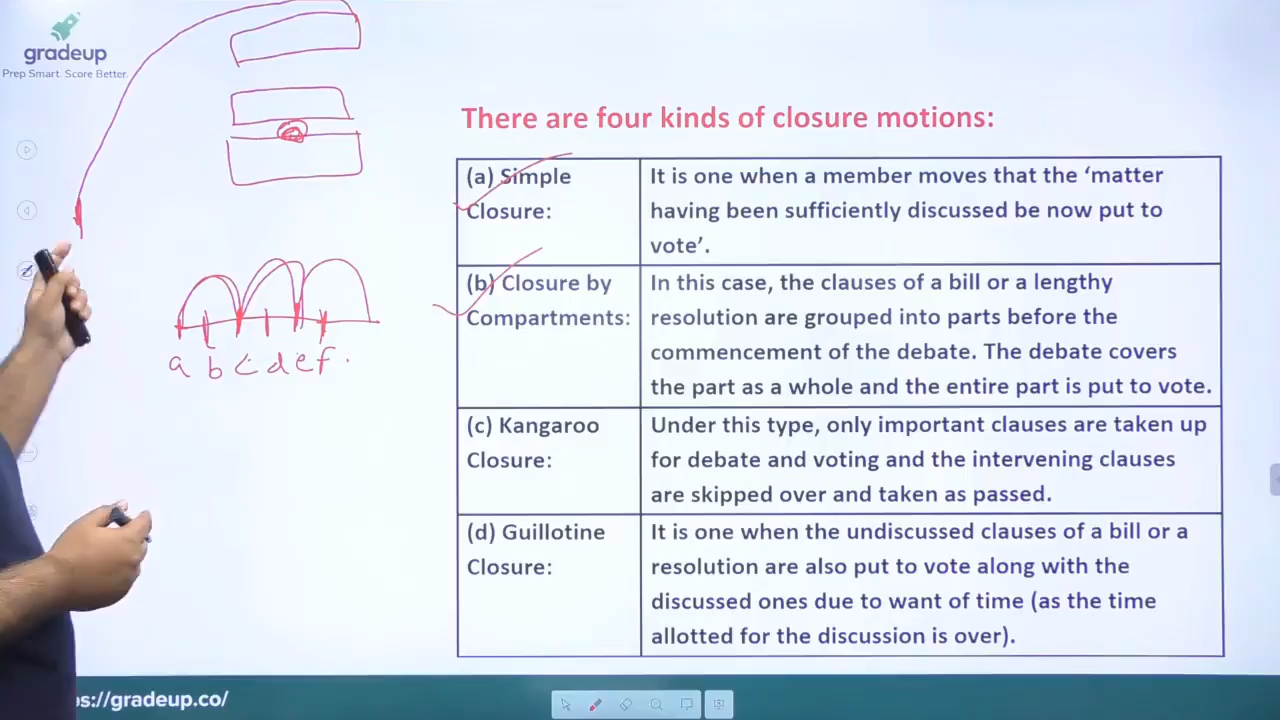 gradeup
Prep Smart. Score Better.
There are four kinds of closure motions:
(a) Simple
Closure:
It is one when a member moves that the ‘matter
having been sufficiently discussed be now put to
vote’.
(b) Closure by
Compartments:
In this case, the clauses of a bill or a lengthy
resolution are grouped into parts before the
commencement of the debate. The debate covers
the part as a whole and the entire part is put to vote.
(c) Kangaroo
Closure:
Under this type, only important clauses are taken up
for debate and voting and the intervening clauses
are skipped over and taken as passed.
(d) Guillotine
Closure:
It is one when the undiscussed clauses of a bill or a
resolution are also put to vote along with the
discussed ones due to want of time (as the time
allotted for the discussion is over).
a b c d e f
ps://gradeup.co/